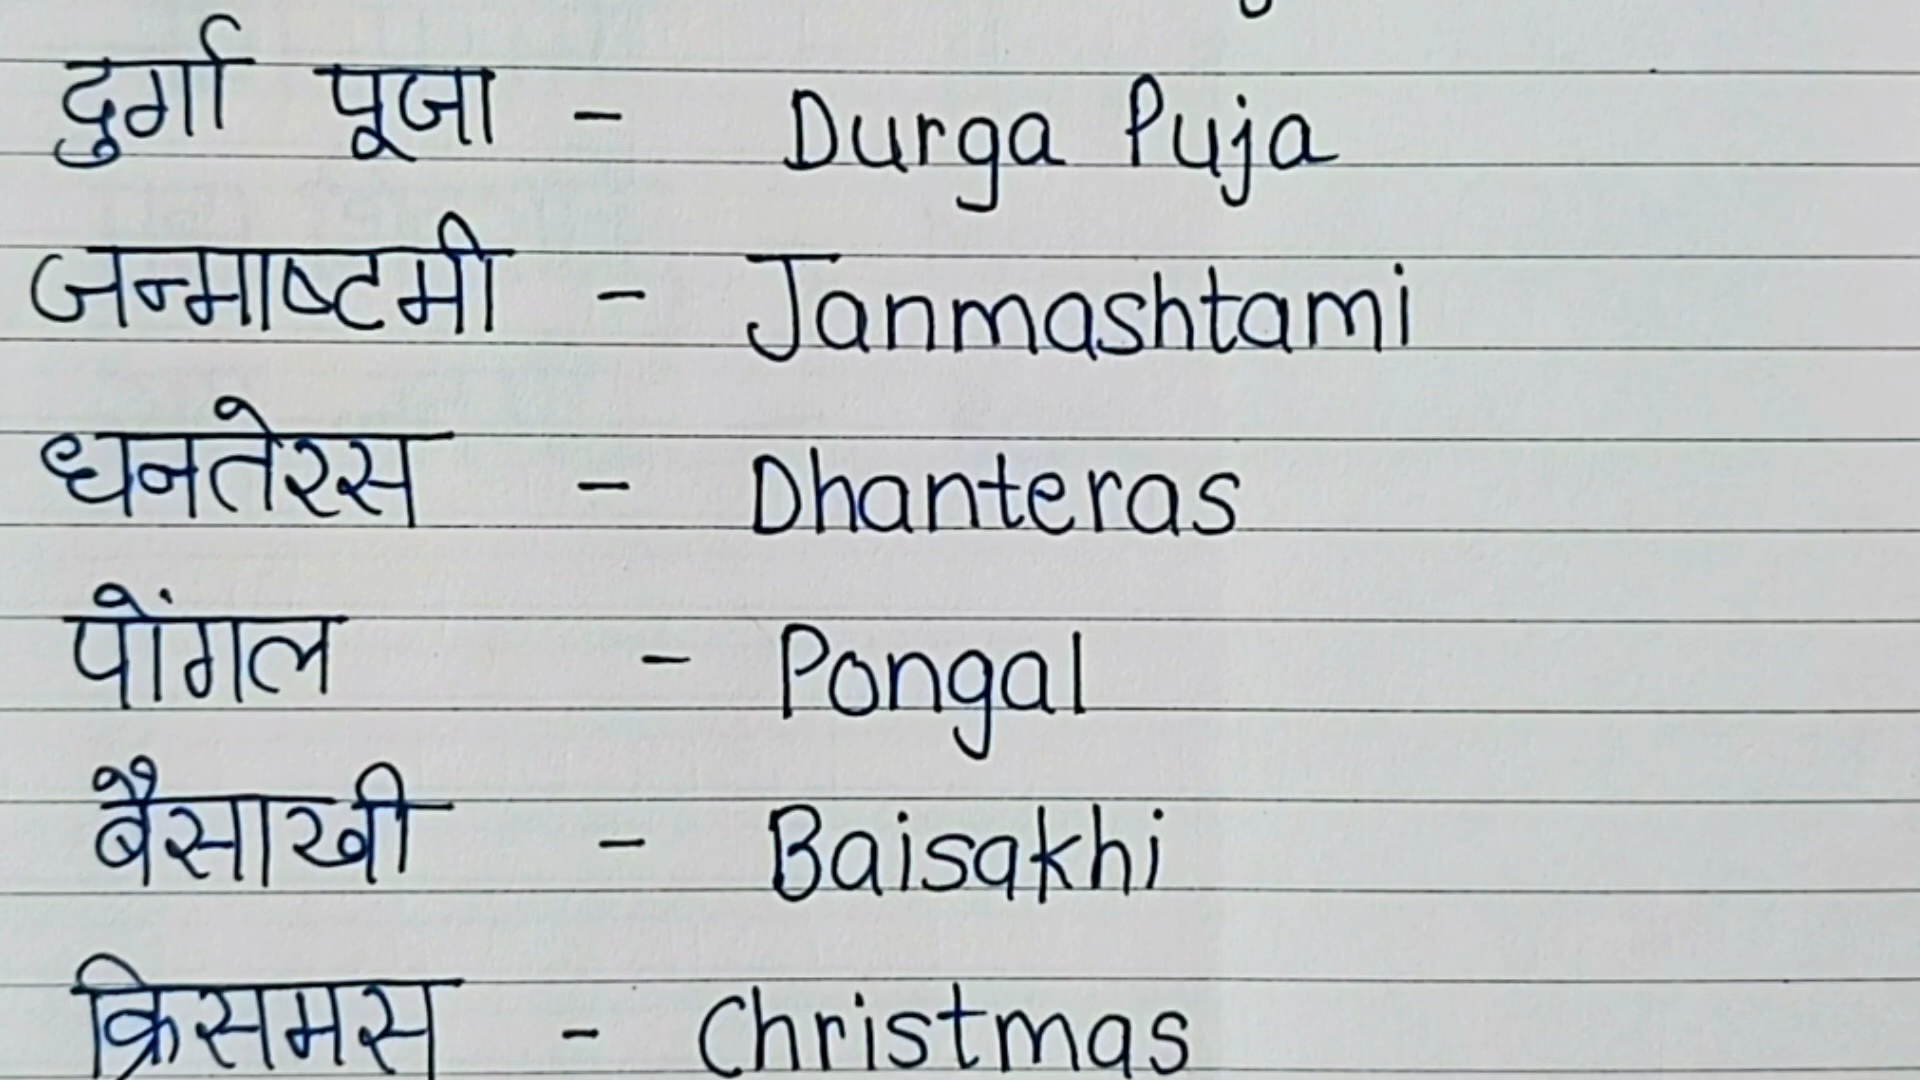 दुर्गा पूजा - Durga Puja
जन्माष्टमी - Janmashtami
धनतेरस - Dhanteras
पोंगल - Pongal
बैसाखी - Baisakhi
क्रिसमस - Christmas